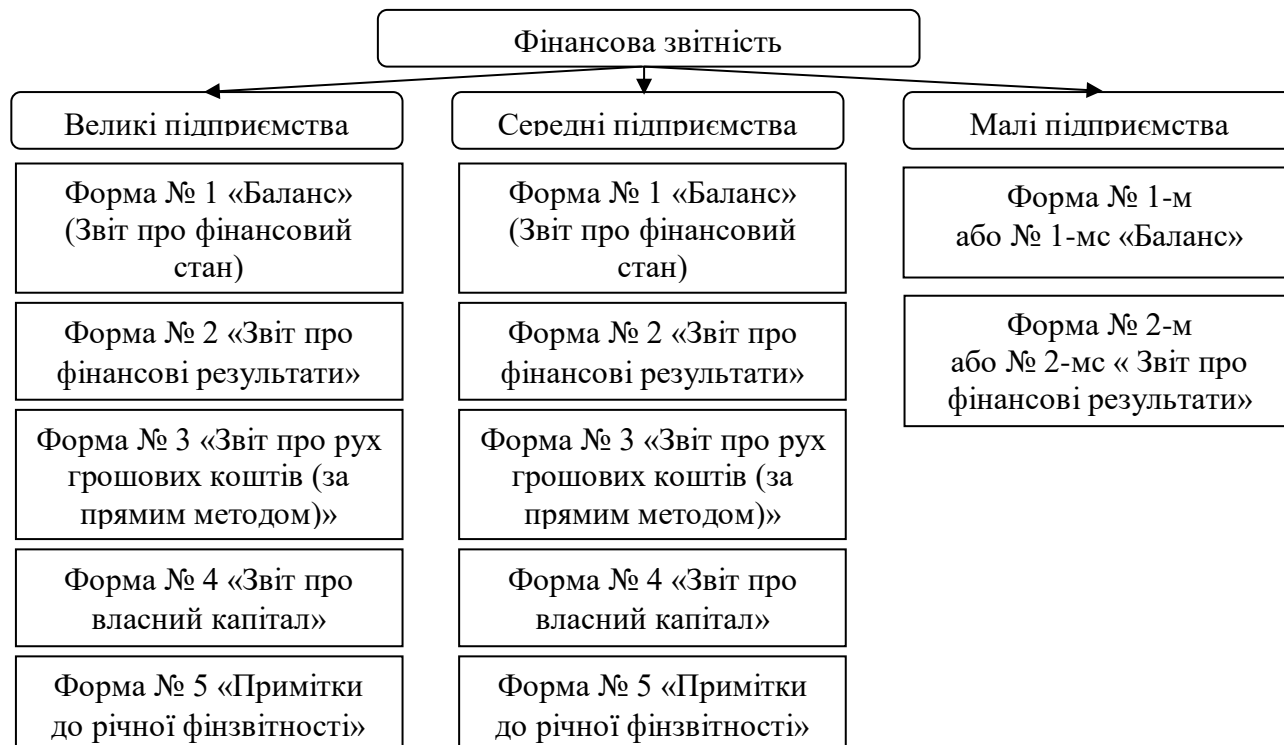 Фінансова звітність
Великі підприємства
Середні підприємства
Малі підприємства
Форма № 1 «Баланс»
(Звіт про фінансовий
стан)
Форма № 2 «Звіт про
фінансові результати»
Форма № 3 «Звіт про рух
грошових коштів (за
прямим методом)»
Форма № 4 «Звіт про
власний капітал»
Форма № 5 «Примітки
до річної фінзвітності»
Форма № 1 «Баланс»
(Звіт про фінансовий
стан)
Форма № 2 «Звіт про
фінансові результати»
Форма № 3 «Звіт про рух
грошових коштів (за
прямим методом)»
Форма № 4 «Звіт про
власний капітал»
Форма № 5 «Примітки
до річної фінзвітності»
Форма № 1-м
або № 1-мс «Баланс»
Форма № 2-м
або № 2-мс « Звіт про
фінансові результати»